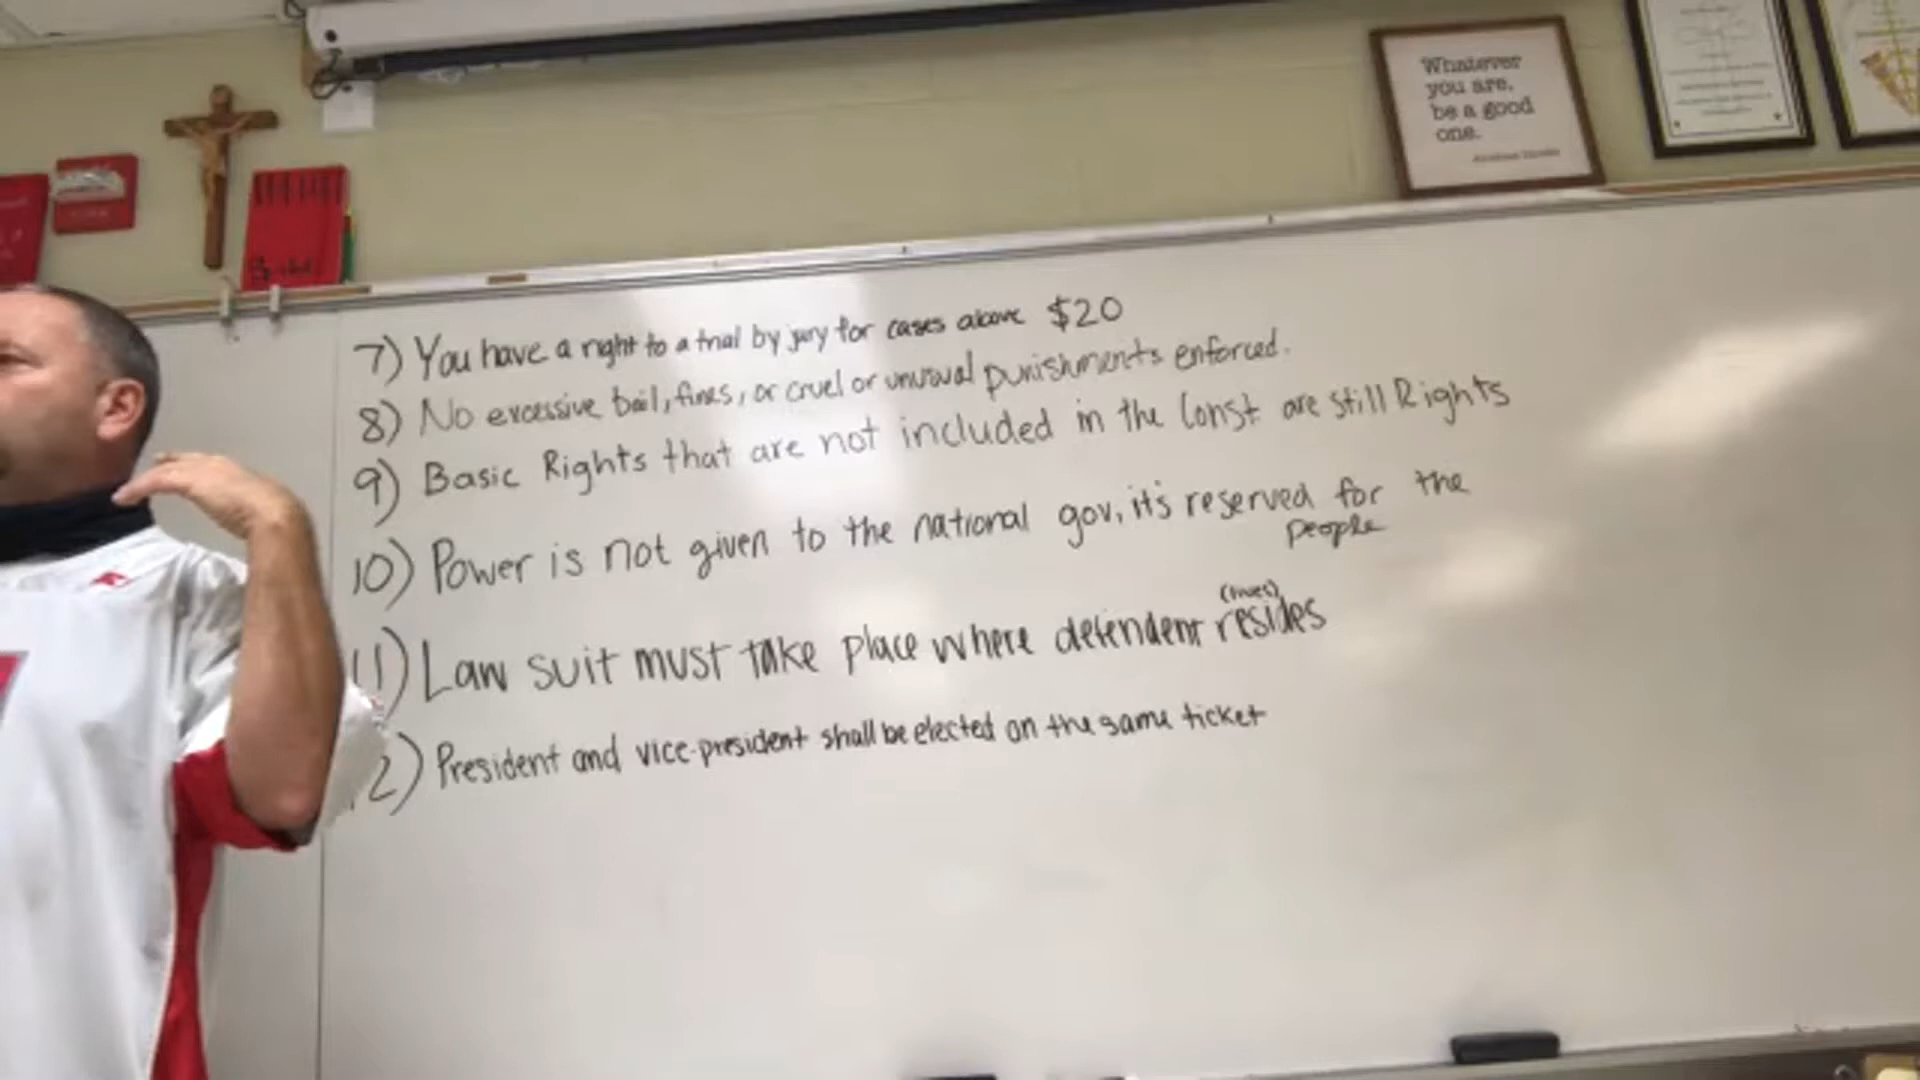 Whatever
you are,
be a good
one.
7) You have a right to a trial by jury for cases above $20
8) No excessive bail, fines, or cruel or unusual punishments enforced.
9) Basic Rights that are not included in the Const are still Rights
10) Power is not given to the national gov, it's reserved for the
people
(lives)
11) Law suit must take place where defendent resides
2) President and vice-president shall be elected on the same ticket